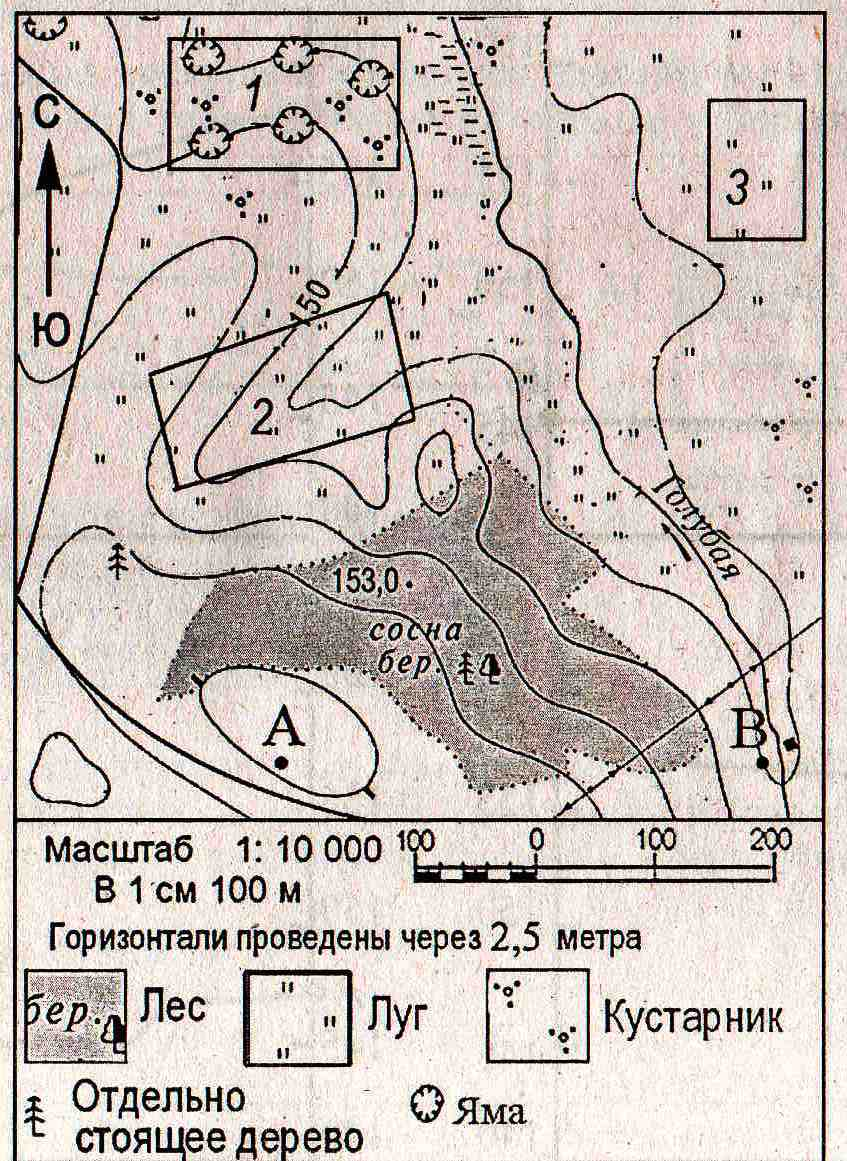 С
1
3
150
Ю
2
Голубая
153,0
сосна
бер.
А
В
Масштаб 1: 10 000
В 1 см 100 м
100 0 100 200
Горизонтали проведены через 2,5 метра
бер. Лес
Луг
Кустарник
Отдельно
стоящее дерево
Яма